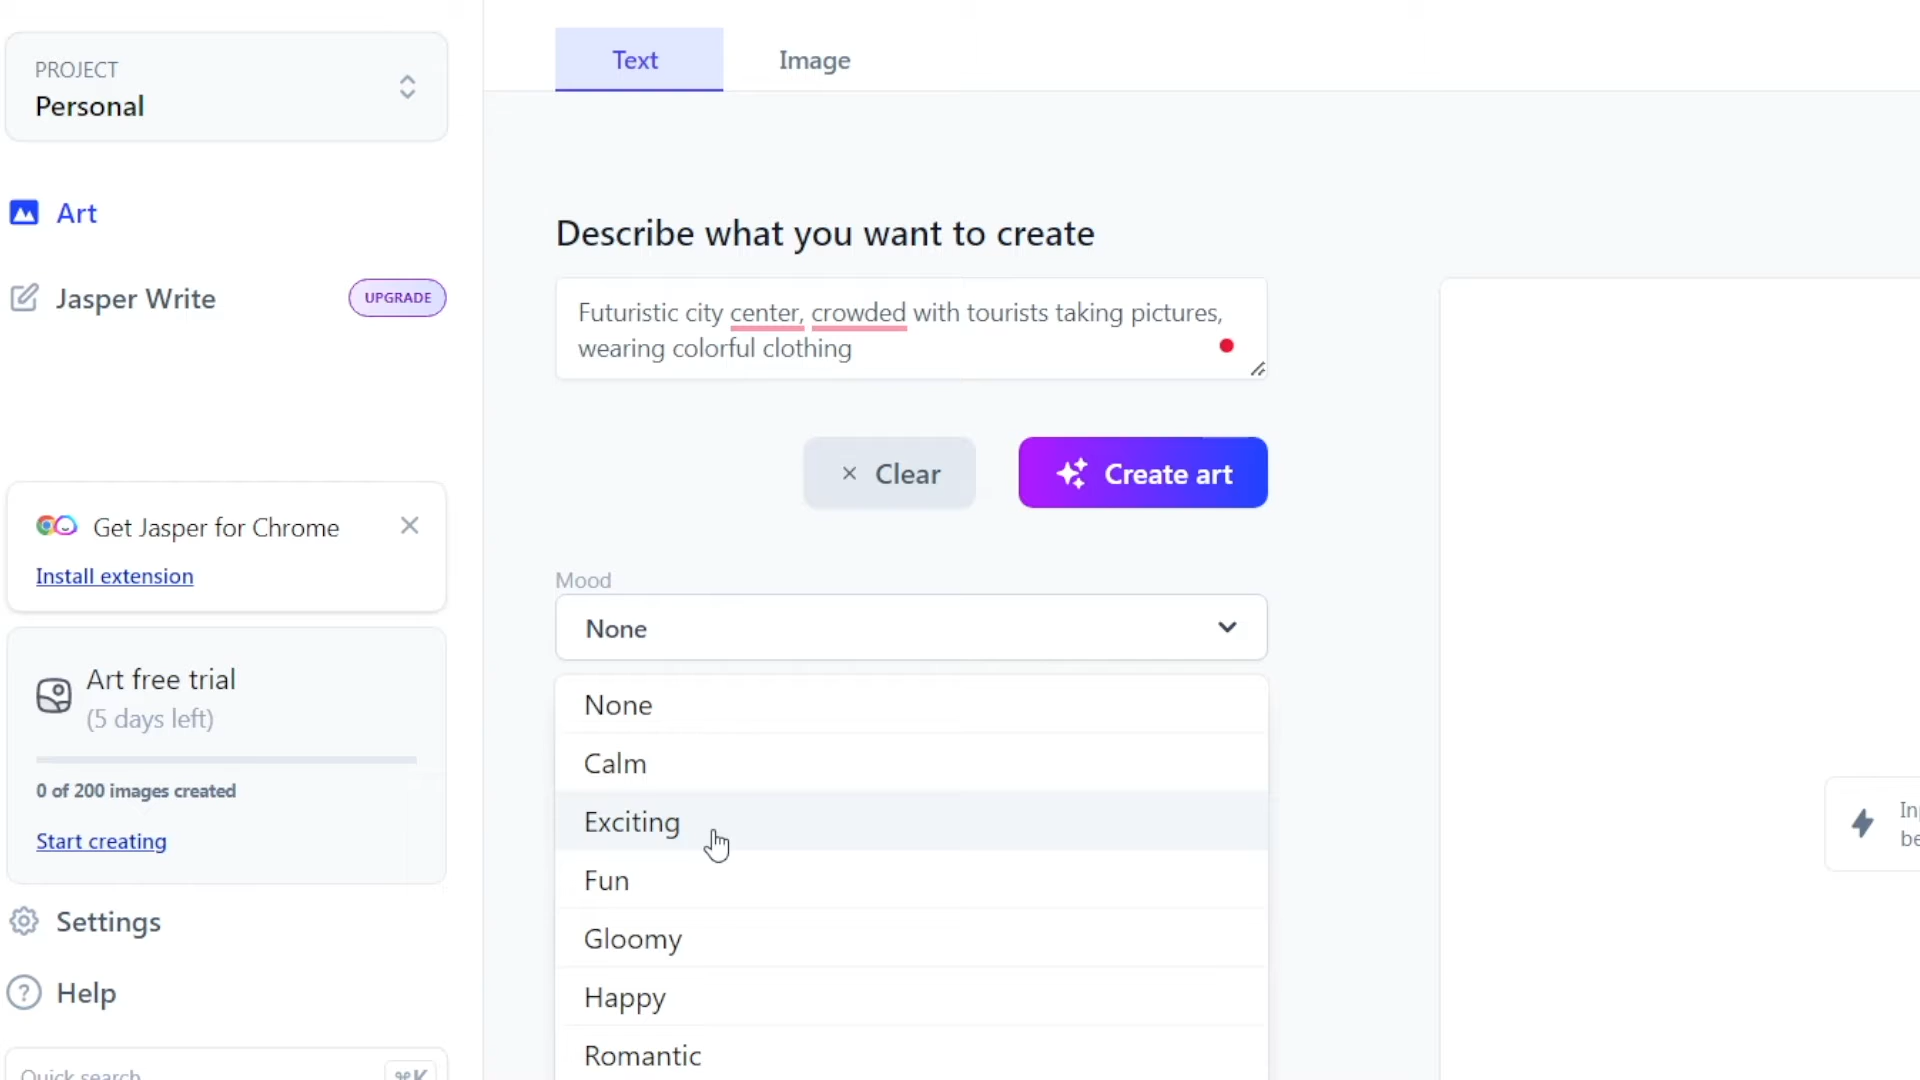 PROJECT
Personal
Art
Jasper Write
UPGRADE
Get Jasper for Chrome
Install extension
Art free trial
(5 days left)
0 of 200 images created
Start creating
Settings
Help
Quick search
⌘K
Text
Image
Describe what you want to create
Futuristic city center, crowded with tourists taking pictures,
wearing colorful clothing
Clear
Create art
Mood
None
None
Calm
Exciting
Fun
Gloomy
Happy
Romantic